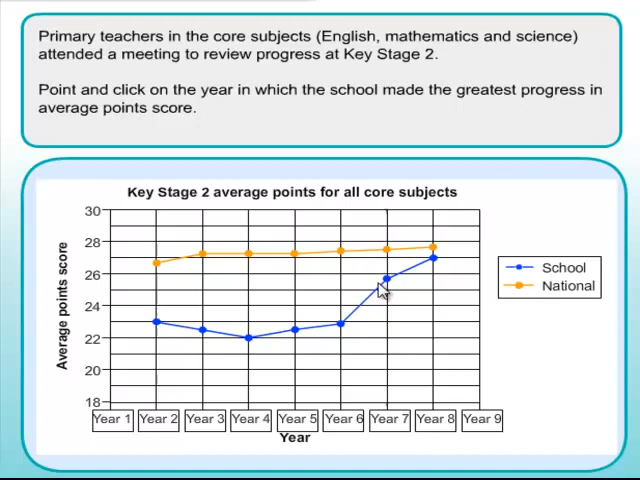 Primary teachers in the core subjects (English, mathematics and science)
attended a meeting to review progress at Key Stage 2.
Point and click on the year in which the school made the greatest progress in
average points score.
Key Stage 2 average points for all core subjects
30
28
26
24
22
20
18
Average points score
School
National
Year 1 Year 2 Year 3 Year 4 Year 5 Year 6 Year 7 Year 8 Year 9
Year